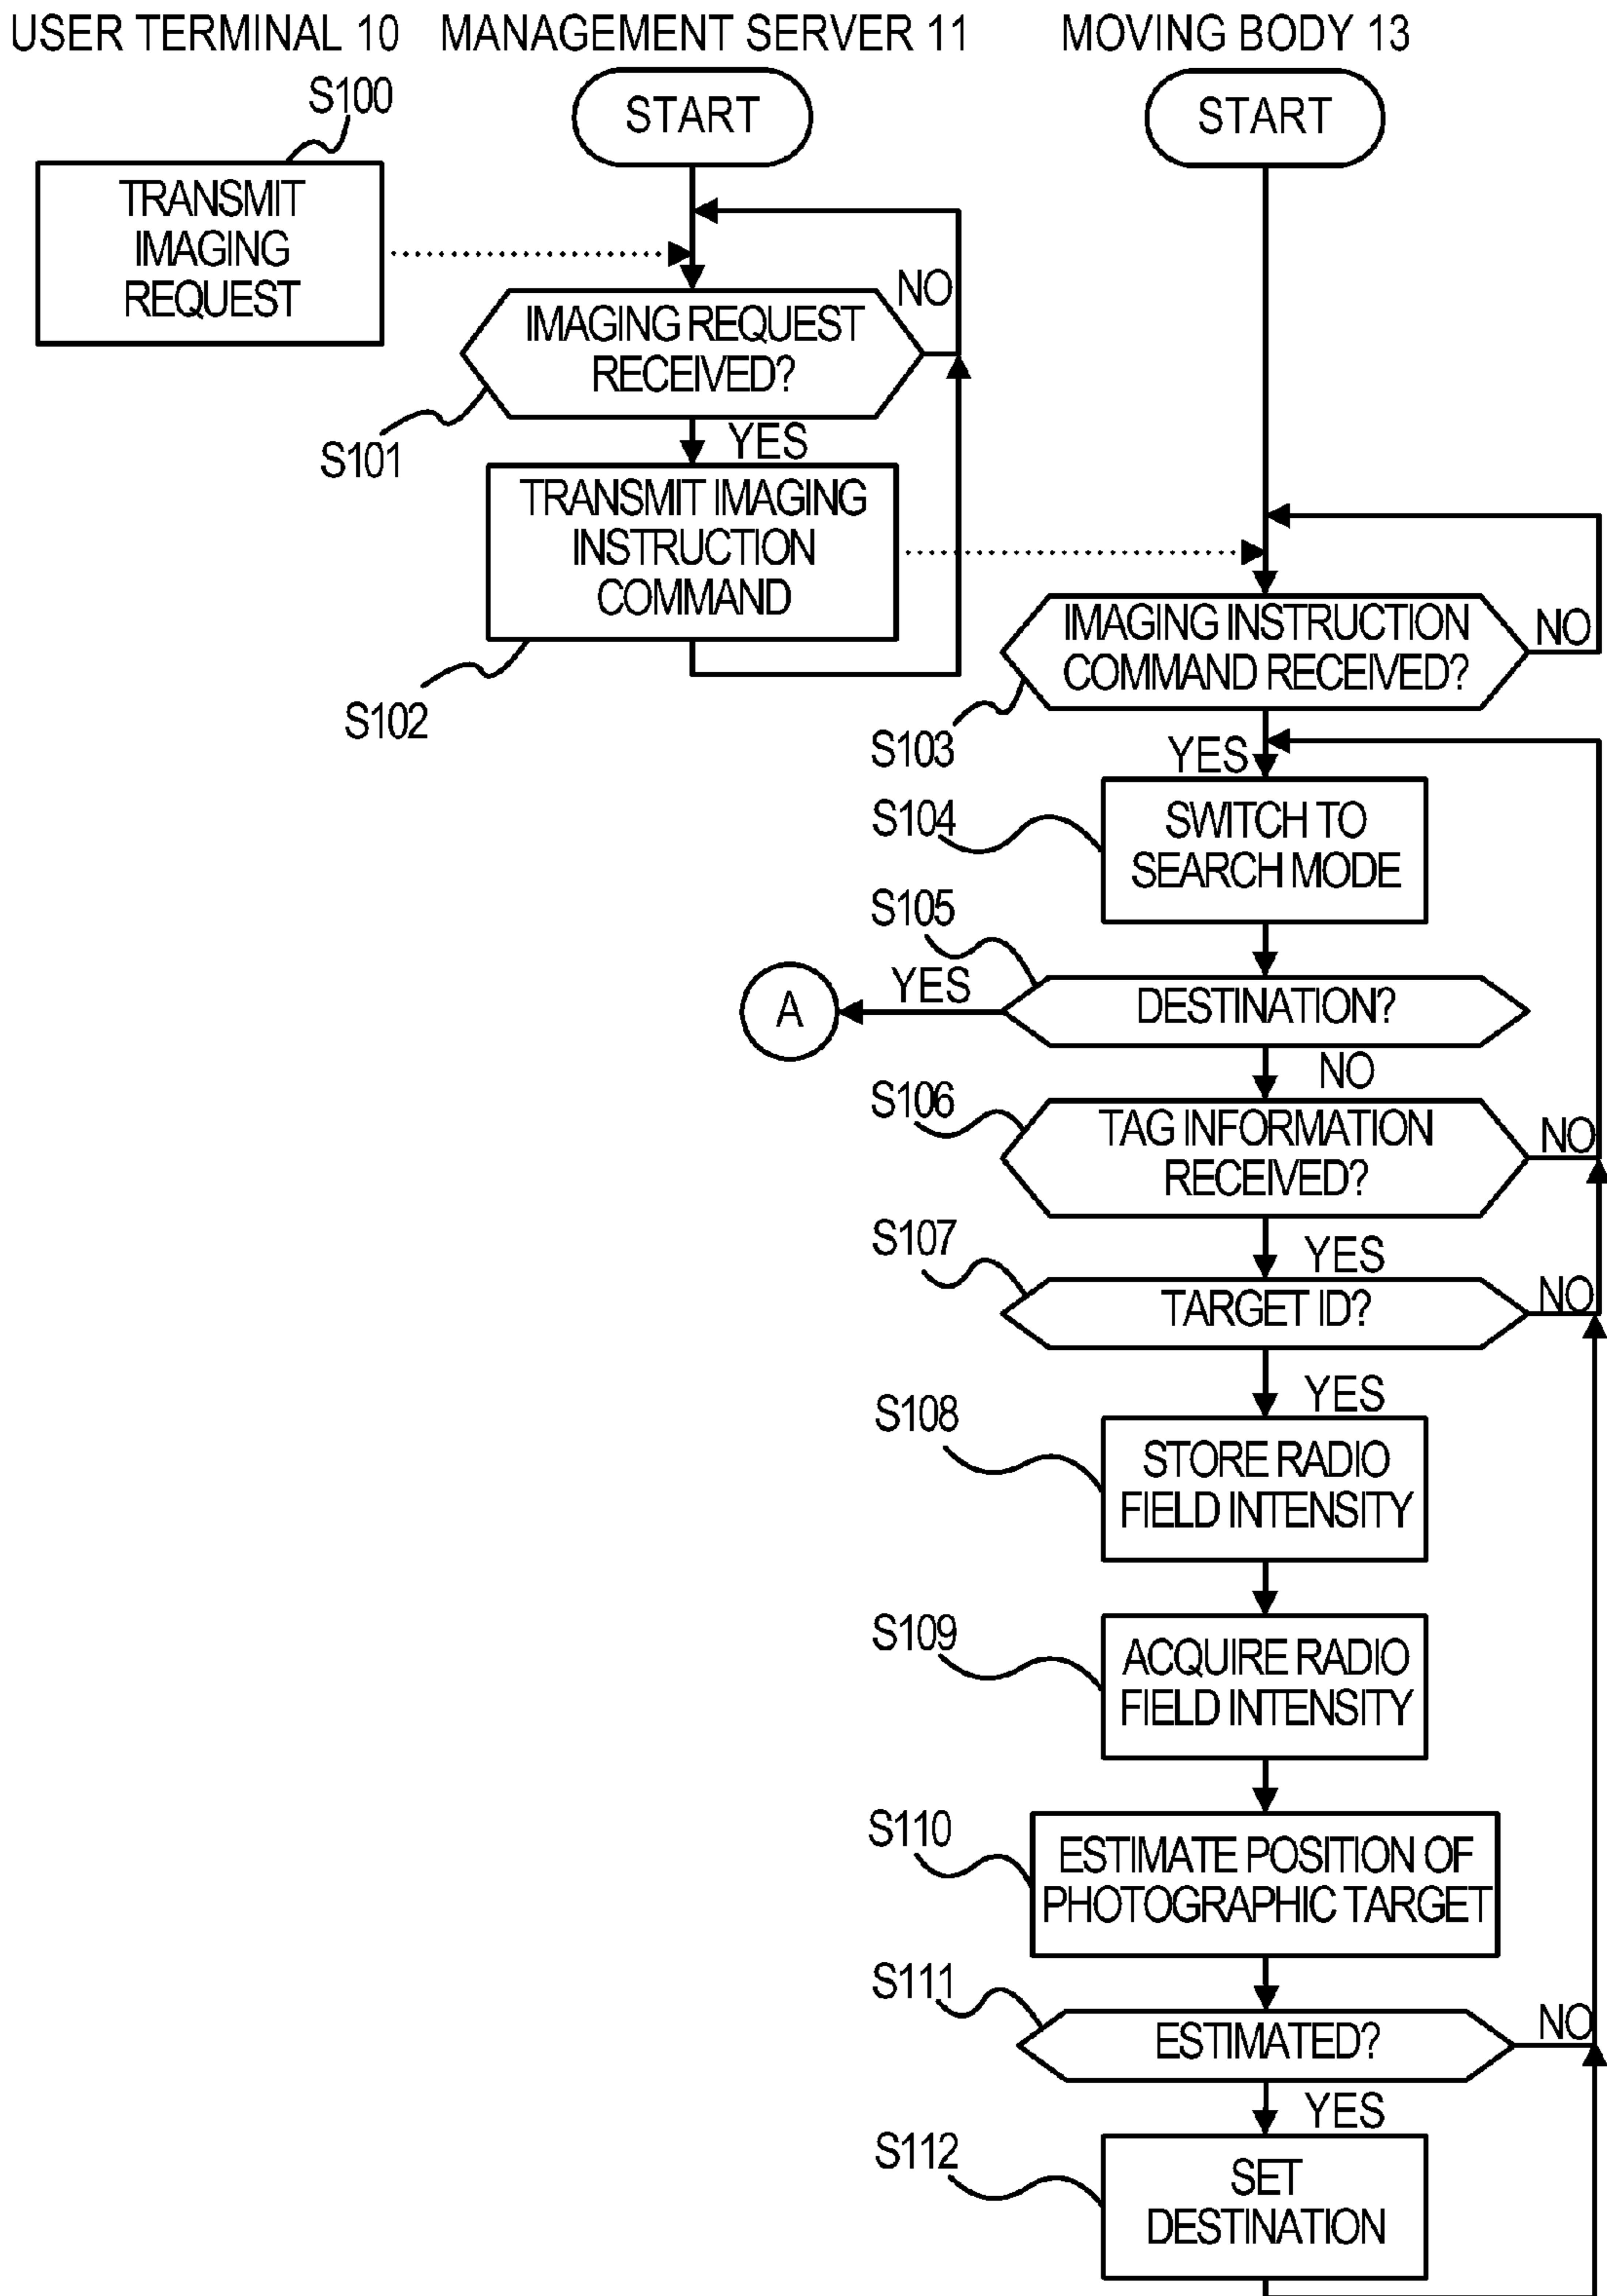 USER TERMINAL 10
MANAGEMENT SERVER 11
MOVING BODY 13
S100
START
START
TRANSMIT
IMAGING
REQUEST
NO
IMAGING REQUEST
RECEIVED?
S101
YES
TRANSMIT IMAGING
INSTRUCTION
COMMAND
S102
IMAGING INSTRUCTION
COMMAND RECEIVED?
NO
S103
YES
S104
SWITCH TO
SEARCH MODE
S105
A
YES
DESTINATION?
NO
S106
TAG INFORMATION
RECEIVED?
NO
S107
YES
TARGET ID?
NO
YES
S108
STORE RADIO
FIELD INTENSITY
S109
ACQUIRE RADIO
FIELD INTENSITY
S110
ESTIMATE POSITION OF
PHOTOGRAPHIC TARGET
S111
ESTIMATED?
NO
YES
S112
SET
DESTINATION